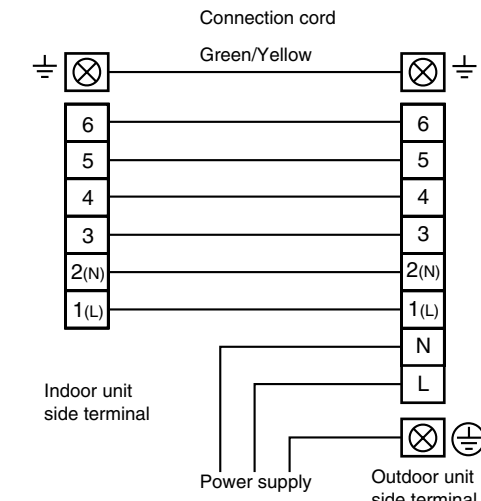 Connection cord
Green/Yellow
6 6
5 5
4 4
3 3
2(N) 2(N)
1(L) 1(L)
N
L
Indoor unit
side terminal
Power supply
Outdoor unit
side terminal